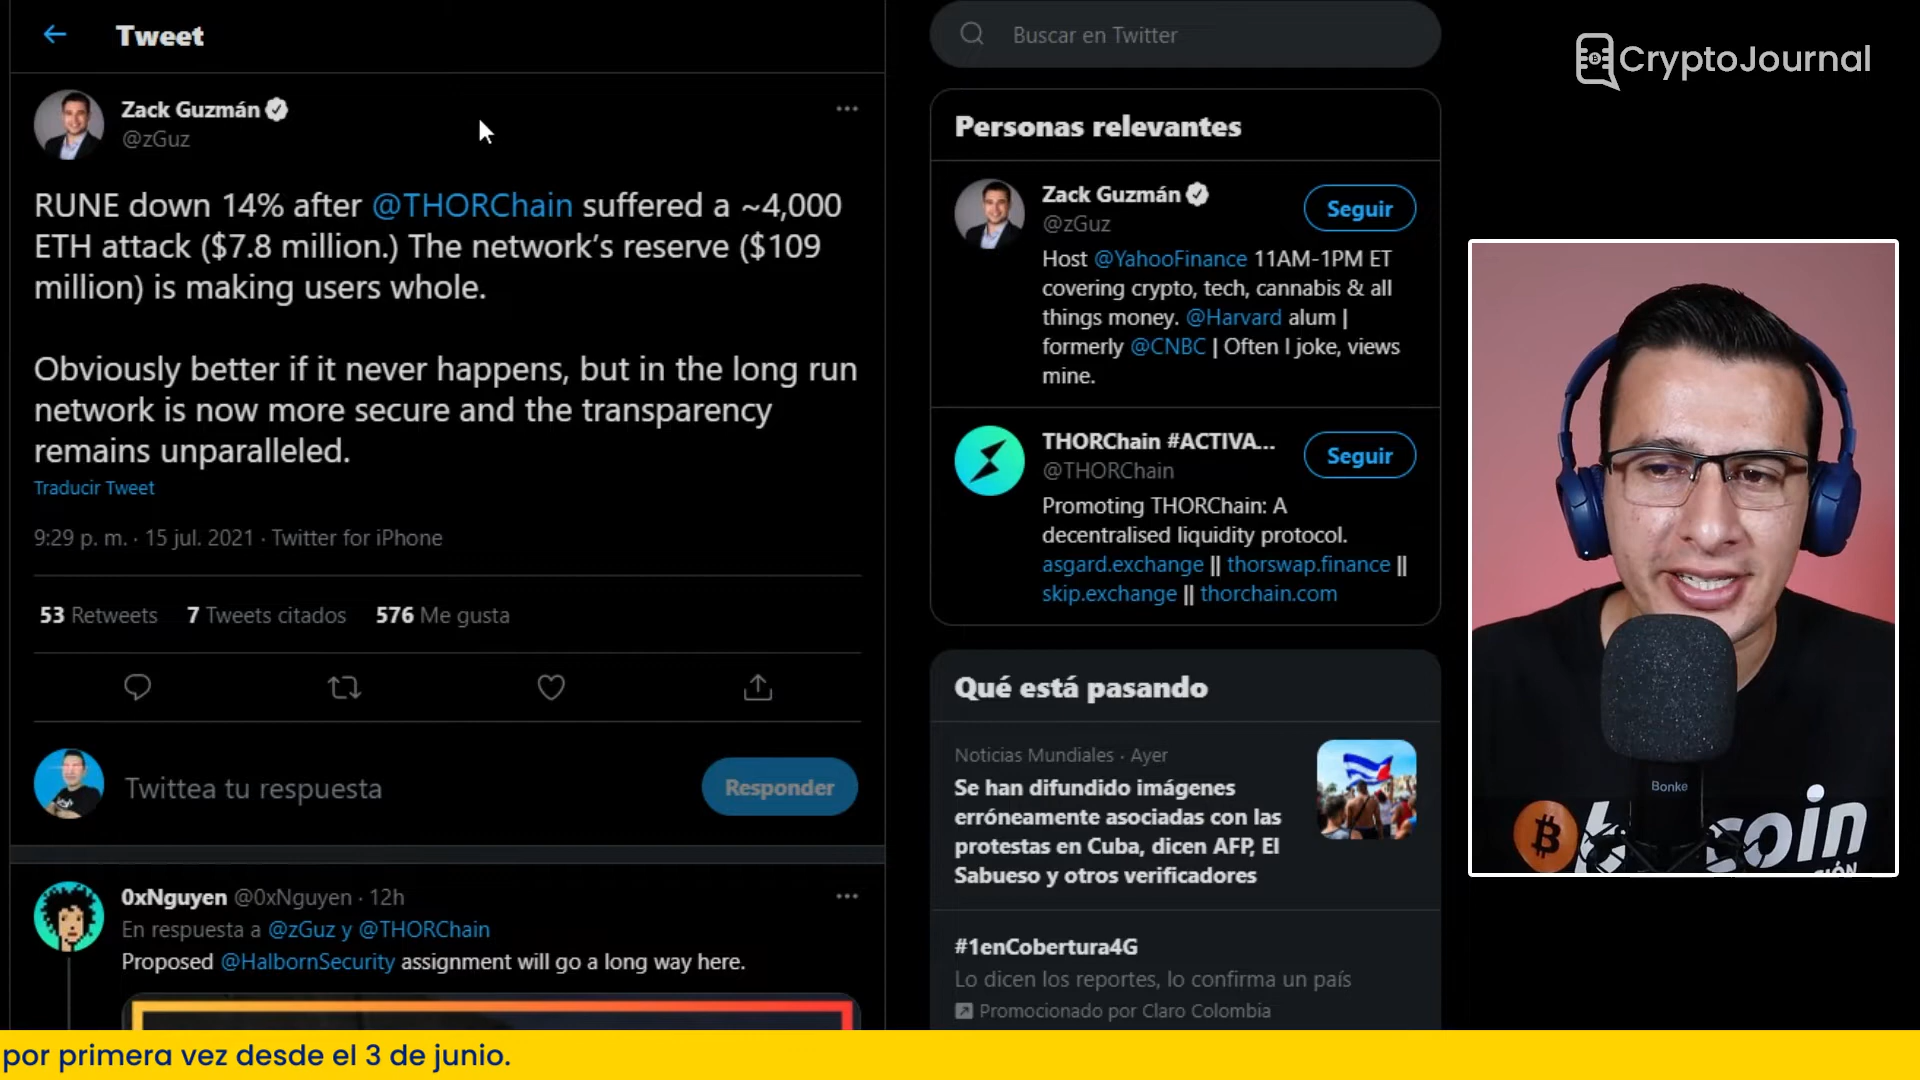 Tweet
Zack Guzmán
@zGuz
RUNE down 14% after @THORChain suffered a ~4,000
ETH attack ($7.8 million.) The network’s reserve ($109
million) is making users whole.
Obviously better if it never happens, but in the long run
network is now more secure and the transparency
remains unparalleled.
Traducir Tweet
9:29 p. m. · 15 jul. 2021 · Twitter for iPhone
53 Retweets 7 Tweets citados 576 Me gusta
Twittea tu respuesta
Responder
0xNguyen @0xNguyen · 12h
En respuesta a @zGuz y @THORChain
Proposed @HalbornSecurity assignment will go a long way here.
Buscar en Twitter
Personas relevantes
Zack Guzmán
@zGuz
Seguir
Host @YahooFinance 11AM-1PM ET
covering crypto, tech, cannabis & all
things money. @Harvard alum |
formerly @CNBC | Often I joke, views
mine.
THORChain #ACTIVA...
@THORChain
Seguir
Promoting THORChain: A
decentralised liquidity protocol.
asgard.exchange || thorswap.finance ||
skip.exchange || thorchain.com
Qué está pasando
Noticias Mundiales · Ayer
Se han difundido imágenes
erróneamente asociadas con las
protestas en Cuba, dicen AFP, El
Sabueso y otros verificadores
#1enCobertura4G
Lo dicen los reportes, lo confirma un país
Promocionado por Claro Colombia
CryptoJournal
Bonke
por primera vez desde el 3 de junio.